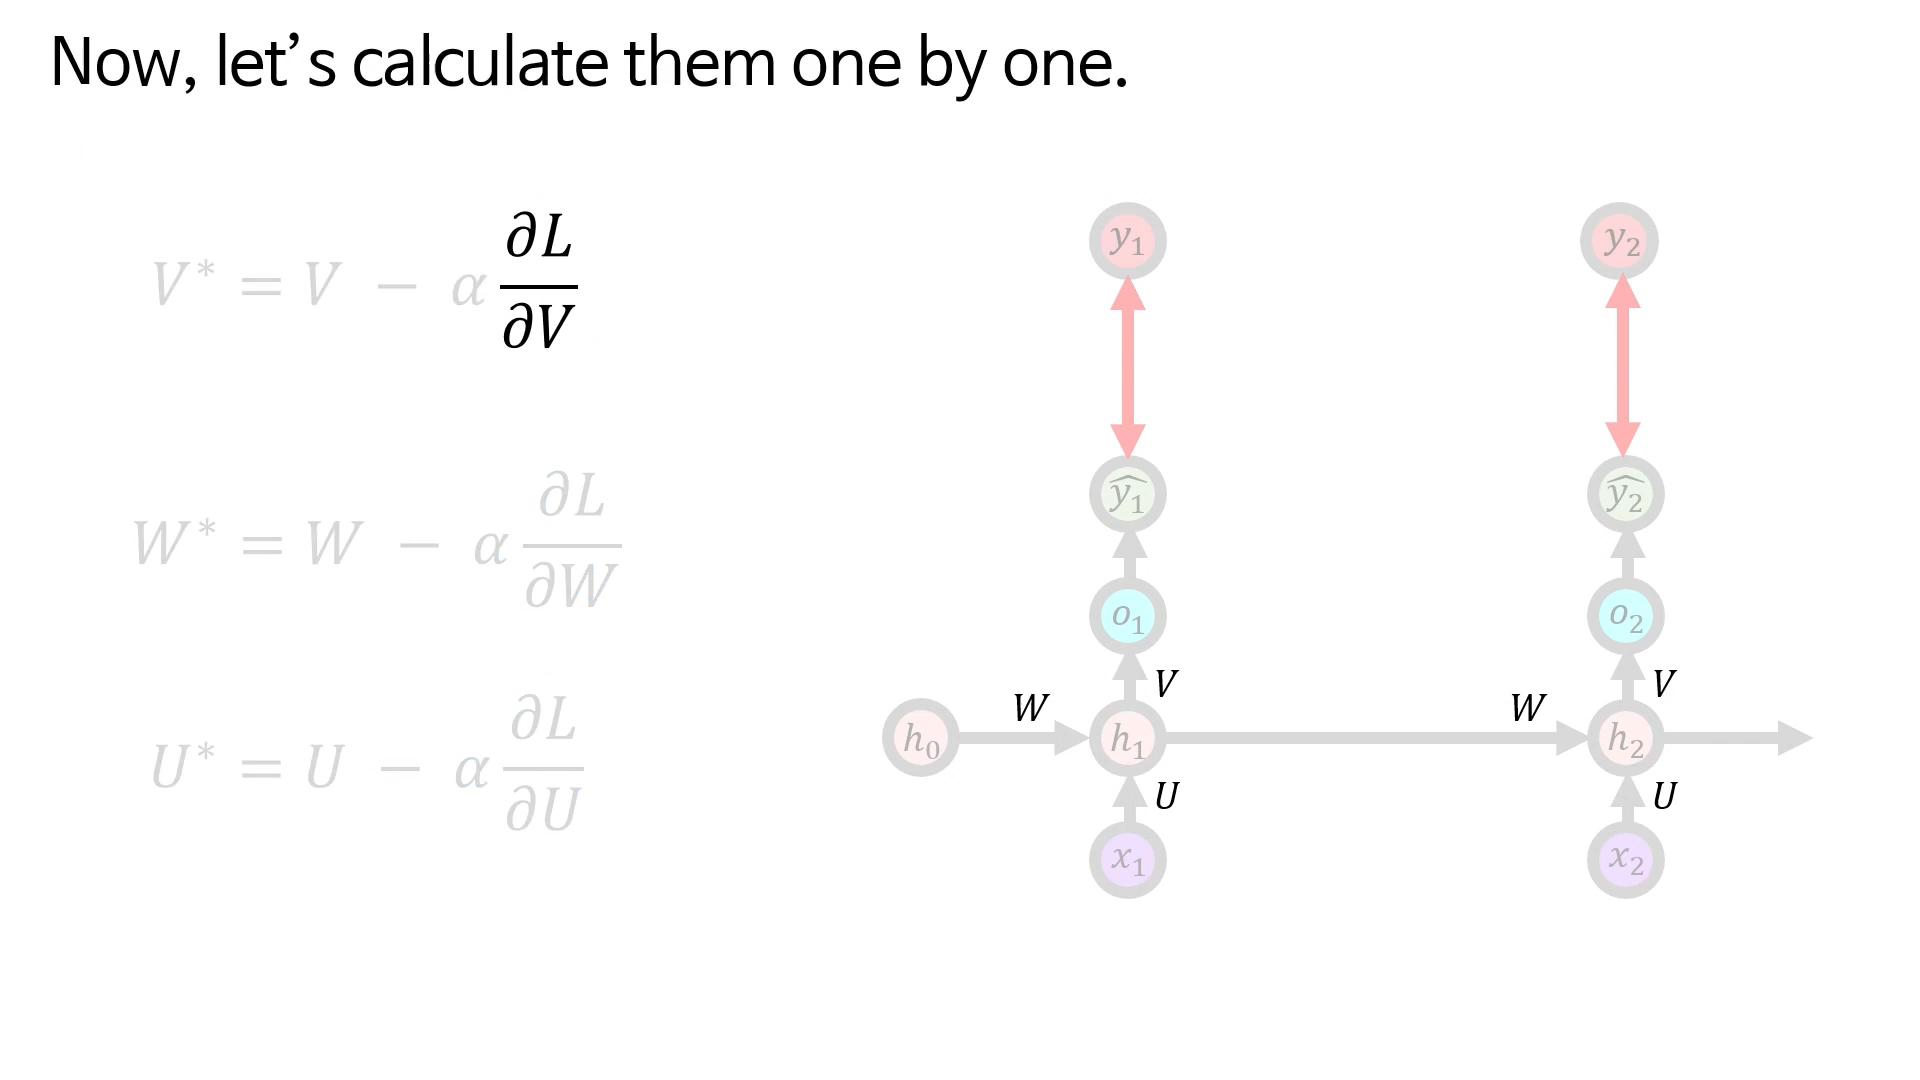 Now, let's calculate them one by one.
V* = V − α ∂L/∂V
W* = W − α ∂L/∂W
U* = U − α ∂L/∂U
y₁ y₂
ŷ₁ ŷ₂
o₁ o₂
V V
W W
h₀ h₁ h₂
U U
x₁ x₂